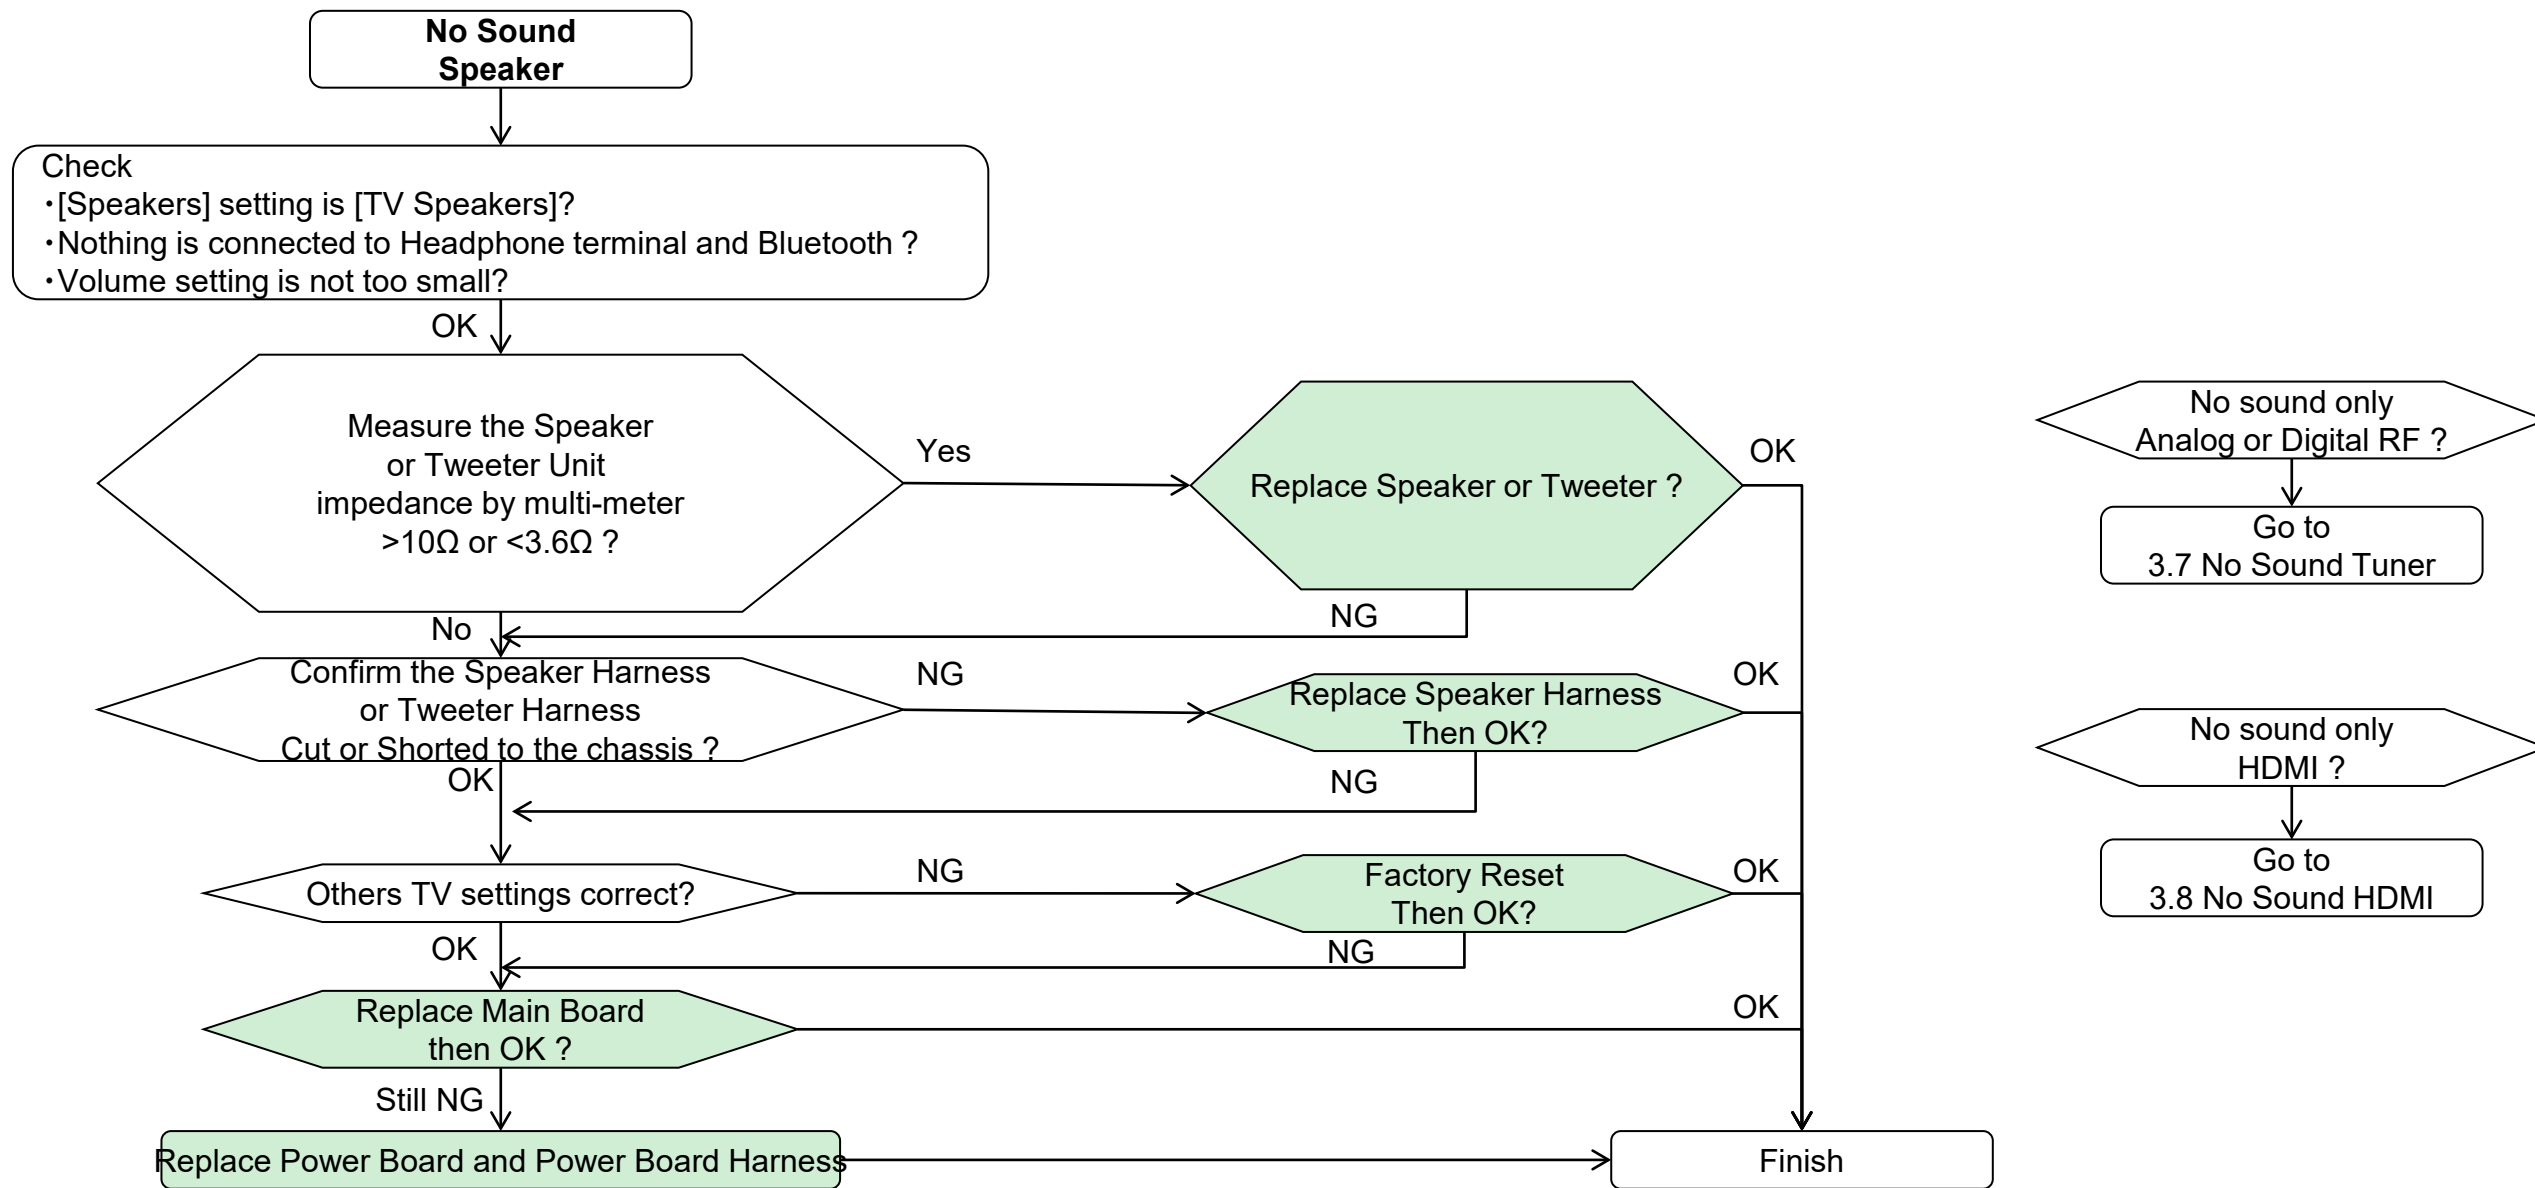 No Sound
Speaker
Check
・[Speakers] setting is [TV Speakers]?
・Nothing is connected to Headphone terminal and Bluetooth ?
・Volume setting is not too small?
OK
Measure the Speaker
or Tweeter Unit
impedance by multi-meter
>10Ω or <3.6Ω ?
Yes
Replace Speaker or Tweeter ?
OK
NG
No
Confirm the Speaker Harness
or Tweeter Harness
Cut or Shorted to the chassis ?
NG
Replace Speaker Harness
Then OK?
OK
NG
OK
Others TV settings correct?
NG
Factory Reset
Then OK?
OK
NG
OK
Replace Main Board
then OK ?
OK
Still NG
Replace Power Board and Power Board Harness
Finish
No sound only
Analog or Digital RF ?
Go to
3.7 No Sound Tuner
No sound only
HDMI ?
Go to
3.8 No Sound HDMI